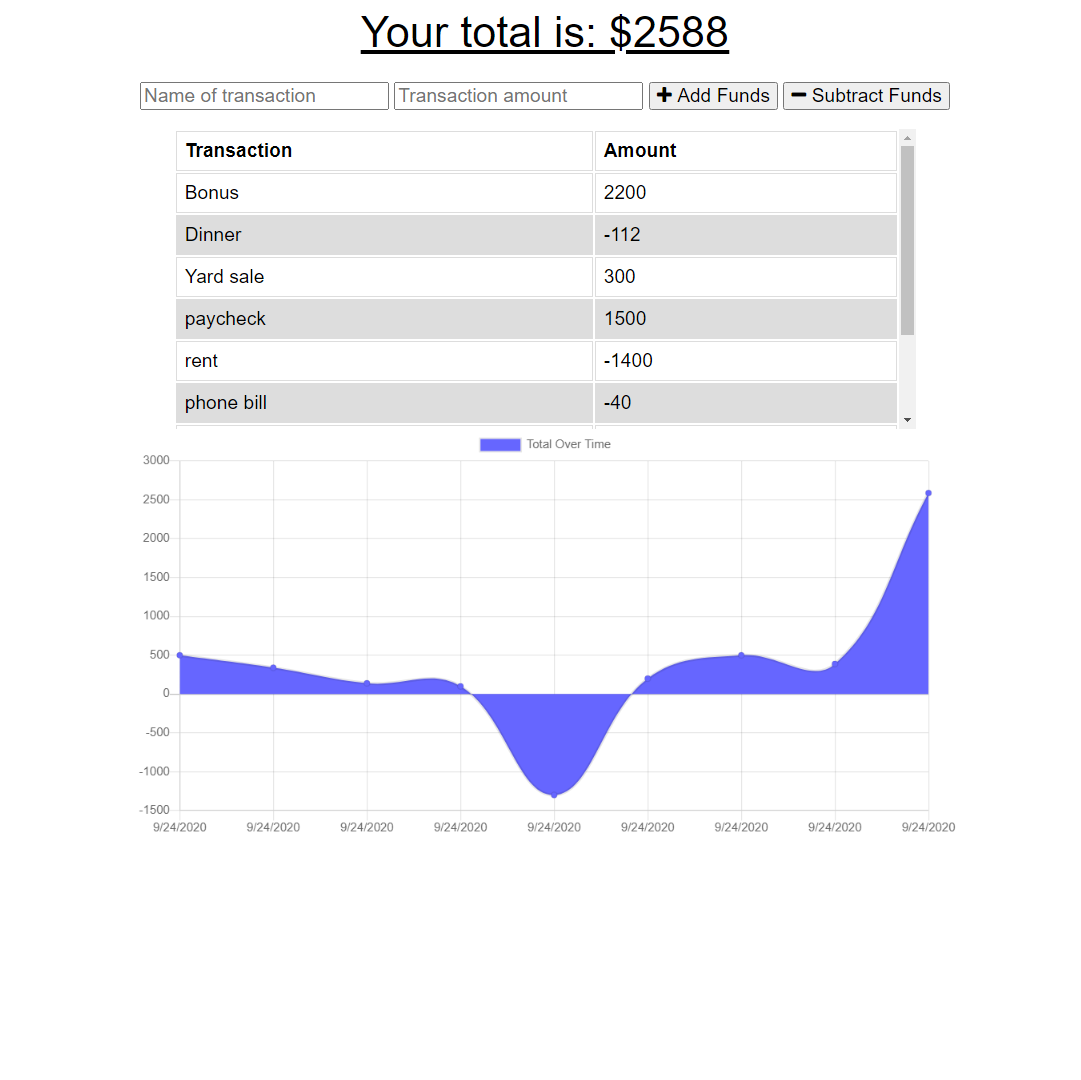 Your total is: $2588
Name of transaction Transaction amount Add Funds Subtract Funds
Transaction Amount
Bonus 2200
Dinner -112
Yard sale 300
paycheck 1500
rent -1400
phone bill -40
Total Over Time
3000
2500
2000
1500
1000
500
0
-500
-1000
-1500
9/24/2020 9/24/2020 9/24/2020 9/24/2020 9/24/2020 9/24/2020 9/24/2020 9/24/2020 9/24/2020